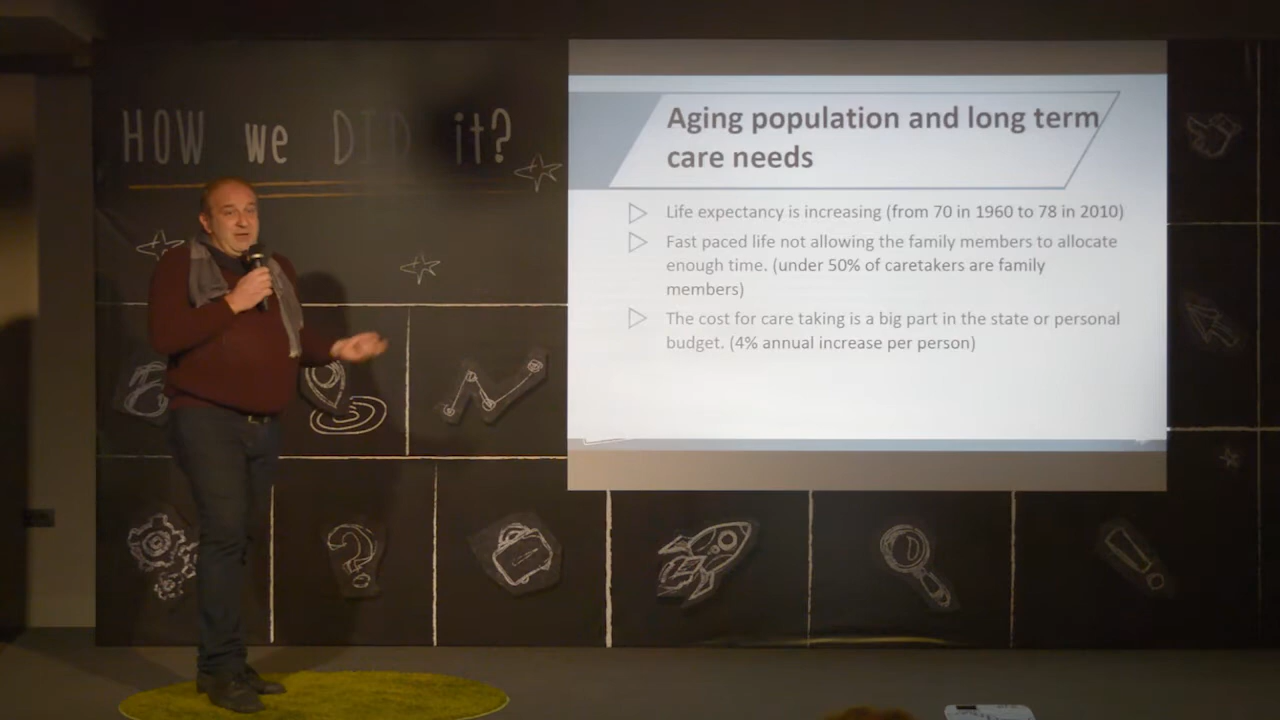 HOW we DID it?
Aging population and long term
care needs
Life expectancy is increasing (from 70 in 1960 to 78 in 2010)
Fast paced life not allowing the family members to allocate
enough time. (under 50% of caretakers are family
members)
The cost for care taking is a big part in the state or personal
budget. (4% annual increase per person)